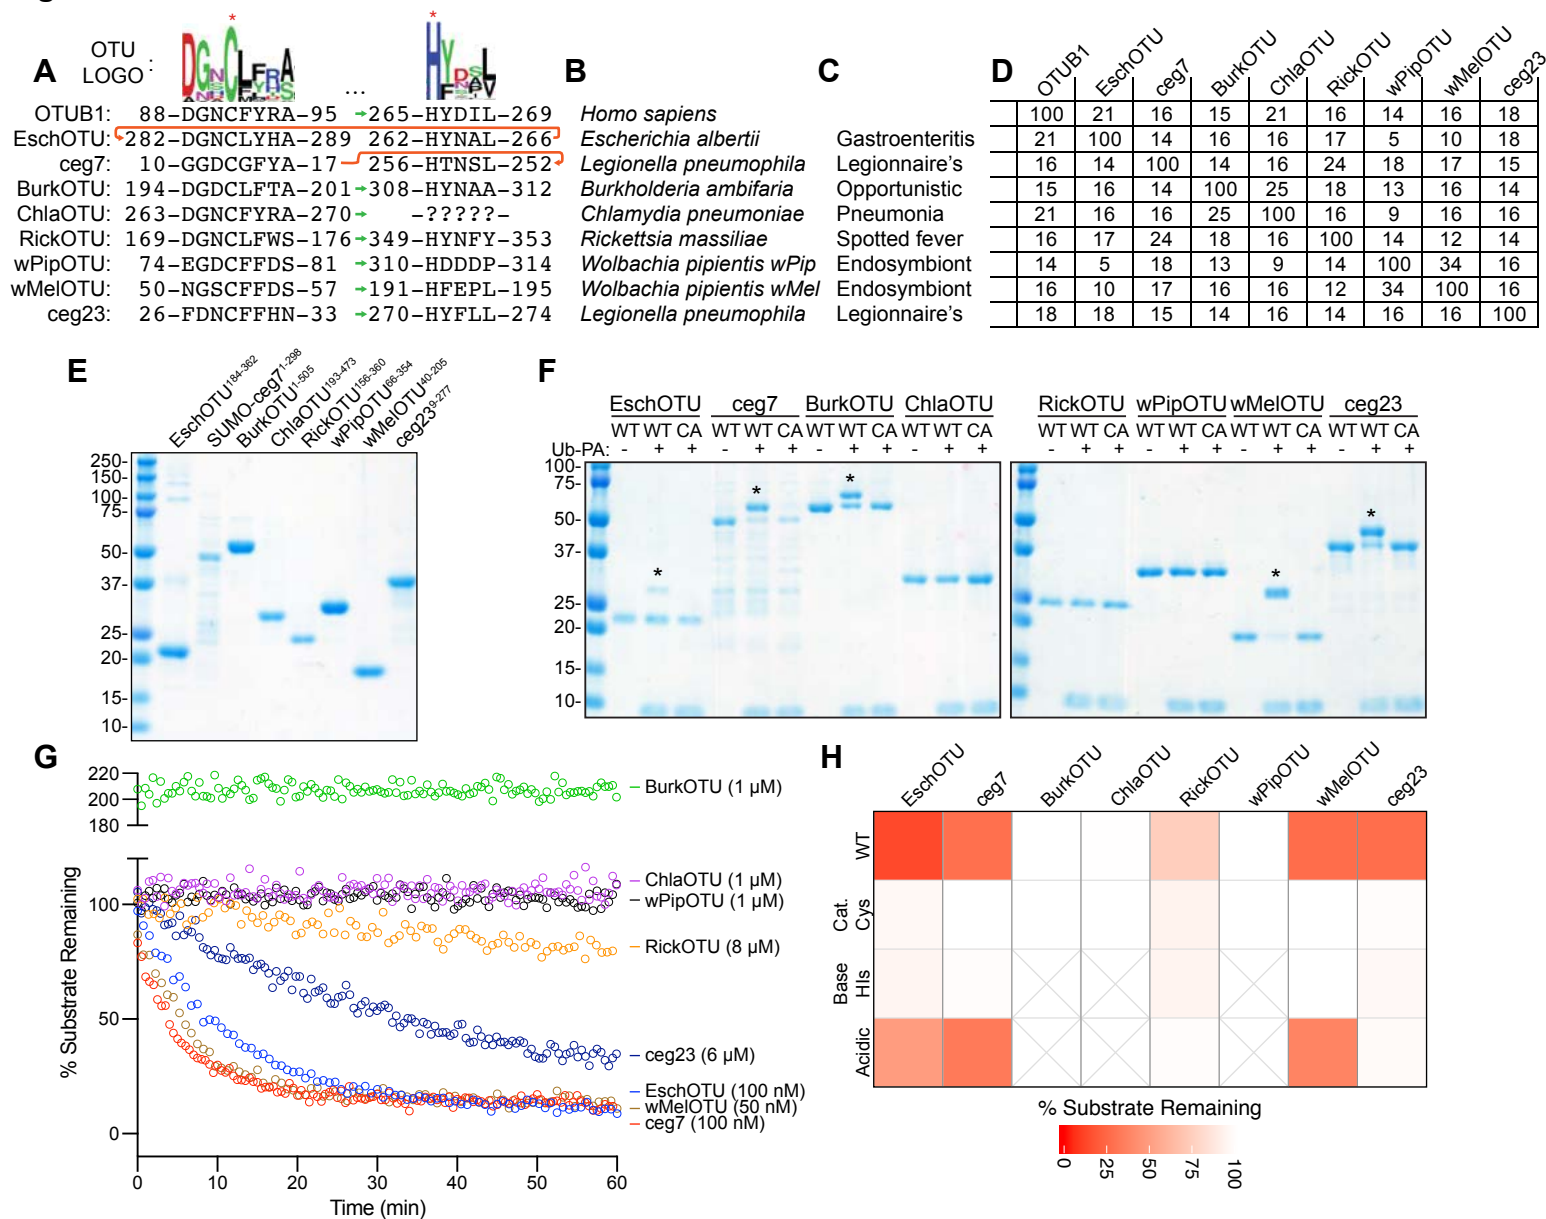 A
OTU
LOGO
:
*
*
DGNCLFRA
...
HYDSL
B
C
D
OTUB1 EschOTU ceg7 BurkOTU ChlaOTU RickOTU wPipOTU wMelOTU ceg23
OTUB1: 88-DGNCFYRA-95 → 265-HYDIL-269 Homo sapiens 100 21 16 15 21 16 14 16 18
EschOTU: 282-DGNCLYHA-289 262-HYNAL-266 Escherichia albertii Gastroenteritis 21 100 14 16 16 17 5 10 18
ceg7: 10-GGDCGFYA-17 256-HTNSL-252 Legionella pneumophila Legionnaire's 16 14 100 14 16 24 18 17 15
BurkOTU: 194-DGDCLFTA-201 → 308-HYNAA-312 Burkholderia ambifaria Opportunistic 15 16 14 100 25 18 13 16 14
ChlaOTU: 263-DGNCFYRA-270 → -?????- Chlamydia pneumoniae Pneumonia 21 16 16 25 100 16 9 16 16
RickOTU: 169-DGNCLFWS-176 → 349-HYNFY-353 Rickettsia massiliae Spotted fever 16 17 24 18 16 100 14 12 14
wPipOTU: 74-EGDCFFDS-81 → 310-HDDDP-314 Wolbachia pipientis wPip Endosymbiont 14 5 18 13 9 14 100 34 16
wMelOTU: 50-NGSCFFDS-57 → 191-HFEPL-195 Wolbachia pipientis wMel Endosymbiont 16 10 17 16 16 12 34 100 16
ceg23: 26-FDNCFFHN-33 → 270-HYFLL-274 Legionella pneumophila Legionnaire's 18 18 15 14 16 14 16 16 100
E
EschOTU184-362 SUMO-ceg71-298 BurkOTU1-505 ChlaOTU193-473 RickOTU156-360 wPipOTU66-354 wMelOTU40-205 ceg239-277
250-
150-
100-
75-
50-
37-
25-
20-
15-
10-
F
EschOTU ceg7 BurkOTU ChlaOTU RickOTU wPipOTU wMelOTU ceg23
WT WT CA WT WT CA WT WT CA WT WT CA WT WT CA WT WT CA WT WT CA WT WT CA
Ub-PA: - + + - + + - + + - + + - + + - + + - + + - + +
100-
75-
50-
37-
25-
20-
15-
10-
*
*
*
*
*
G
% Substrate Remaining
220
200
180
100
50
0
0 10 20 30 40 50 60
Time (min)
BurkOTU (1 µM)
ChlaOTU (1 µM)
wPipOTU (1 µM)
RickOTU (8 µM)
ceg23 (6 µM)
EschOTU (100 nM)
wMelOTU (50 nM)
ceg7 (100 nM)
H
EschOTU ceg7 BurkOTU ChlaOTU RickOTU wPipOTU wMelOTU ceg23
WT
Cat.
Cys
Base
HIs
Acidic
% Substrate Remaining
0 25 50 75 100